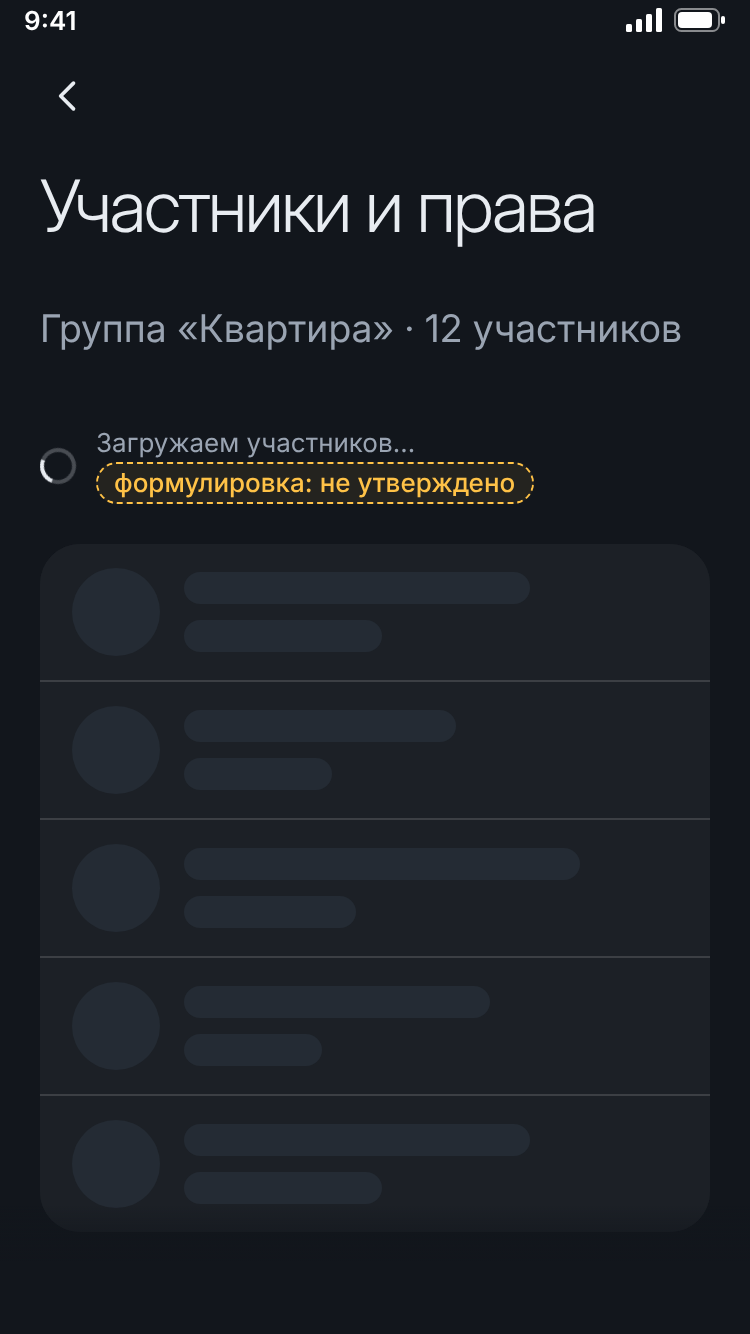 9:41
Участники и права
Группа «Квартира» · 12 участников
Загружаем участников…
формулировка: не утверждено